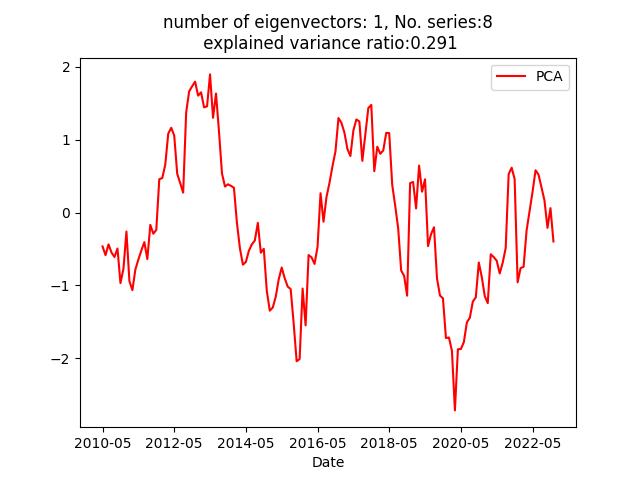 number of eigenvectors: 1, No. series:8
explained variance ratio:0.291
PCA
2
1
0
−1
−2
2010-05 2012-05 2014-05 2016-05 2018-05 2020-05 2022-05
Date